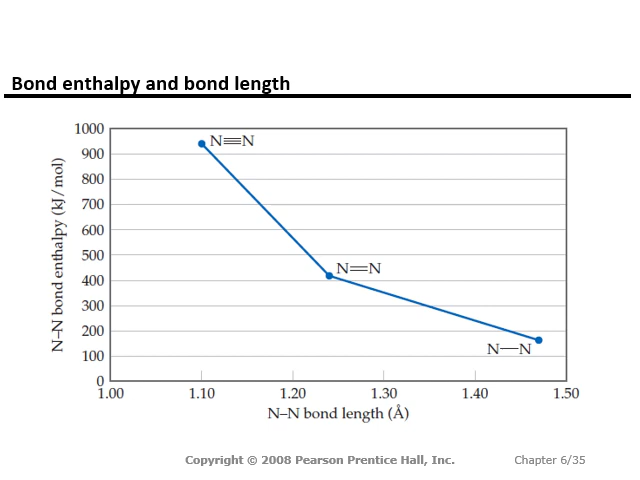 Bond enthalpy and bond length
N–N bond enthalpy (kJ/mol)
1000
900
800
700
600
500
400
300
200
100
0
N≡N
N=N
N—N
1.00 1.10 1.20 1.30 1.40 1.50
N–N bond length (Å)
Copyright © 2008 Pearson Prentice Hall, Inc. Chapter 6/35